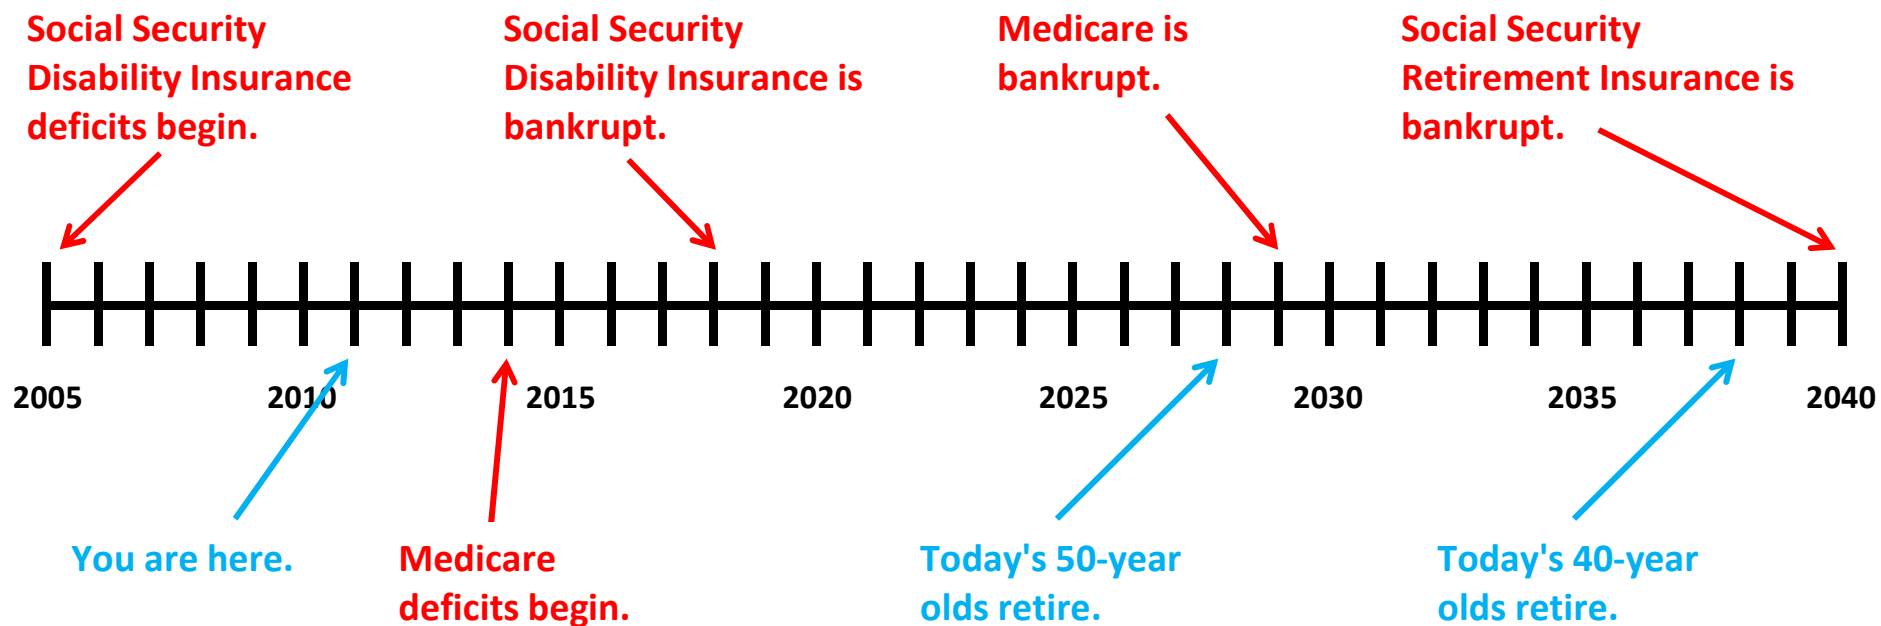 Social Security
Disability Insurance
deficits begin.
Social Security
Disability Insurance is
bankrupt.
Medicare is
bankrupt.
Social Security
Retirement Insurance is
bankrupt.
2005
2010
2015
2020
2025
2030
2035
2040
You are here.
Medicare
deficits begin.
Today's 50-year
olds retire.
Today's 40-year
olds retire.